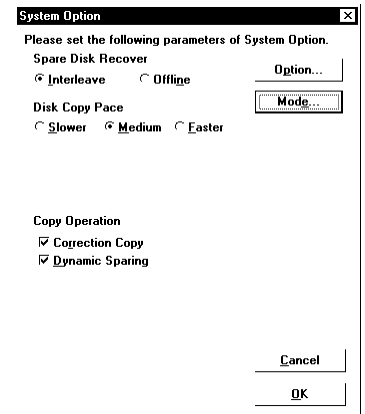 System Option
Please set the following parameters of System Option.
Spare Disk Recover
Interleave Offline
Option...
Mode...
Disk Copy Pace
Slower Medium Faster
Copy Operation
Correction Copy
Dynamic Sparing
Cancel
OK